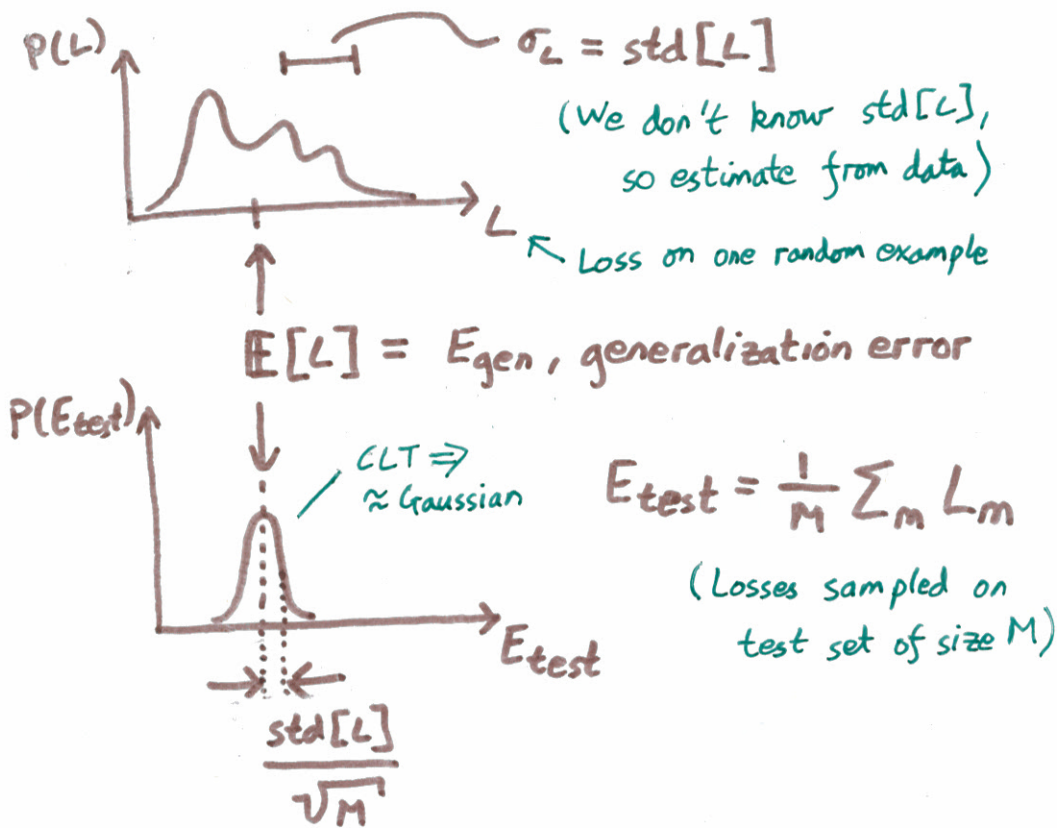 P(L)
σ_L = std[L]
(We don't know std[L],
so estimate from data)
L
Loss on one random example
𝔼[L] = E_gen, generalization error
P(E_test)
CLT ⇒
≈ Gaussian
E_test = 1/M Σ_m L_m
(Losses sampled on
test set of size M)
E_test
std[L]
√M